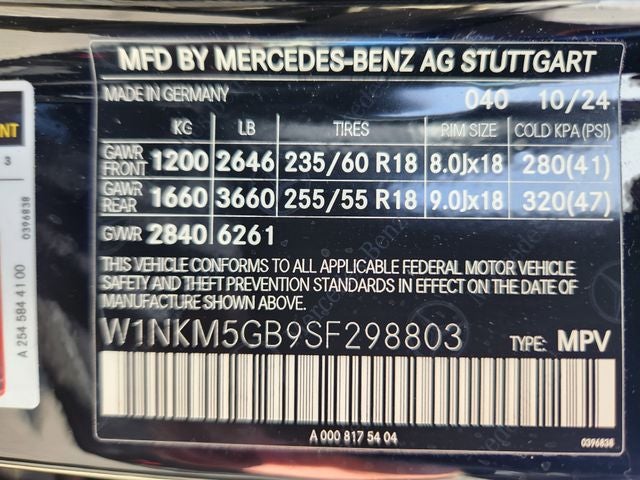 MFD BY MERCEDES-BENZ AG STUTTGART
MADE IN GERMANY 040 10/24
KG LB TIRES RIM SIZE COLD KPA (PSI)
GAWR FRONT 1200 2646 235/60 R18 8.0Jx18 280(41)
GAWR REAR 1660 3660 255/55 R18 9.0Jx18 320(47)
GVWR 2840 6261
THIS VEHICLE CONFORMS TO ALL APPLICABLE FEDERAL MOTOR VEHICLE
SAFETY AND THEFT PREVENTION STANDARDS IN EFFECT ON THE DATE
OF MANUFACTURE SHOWN ABOVE.
W1NKM5GB9SF298803 TYPE: MPV
A 000 817 54 04
0396838
A 254 584 41 00
0396838
3